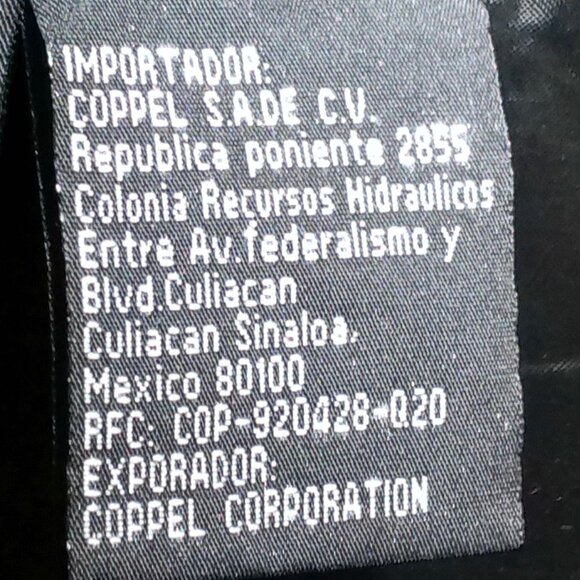 IMPORTADOR:
COPPEL S.A.DE C.V.
Republica poniente 2855
Colonia Recursos Hidraulicos
Entre Av.federalismo y
Blvd.Culiacan
Culiacan Sinaloa,
Mexico 80100
RFC: COP-920428-Q20
EXPORADOR:
COPPEL CORPORATION